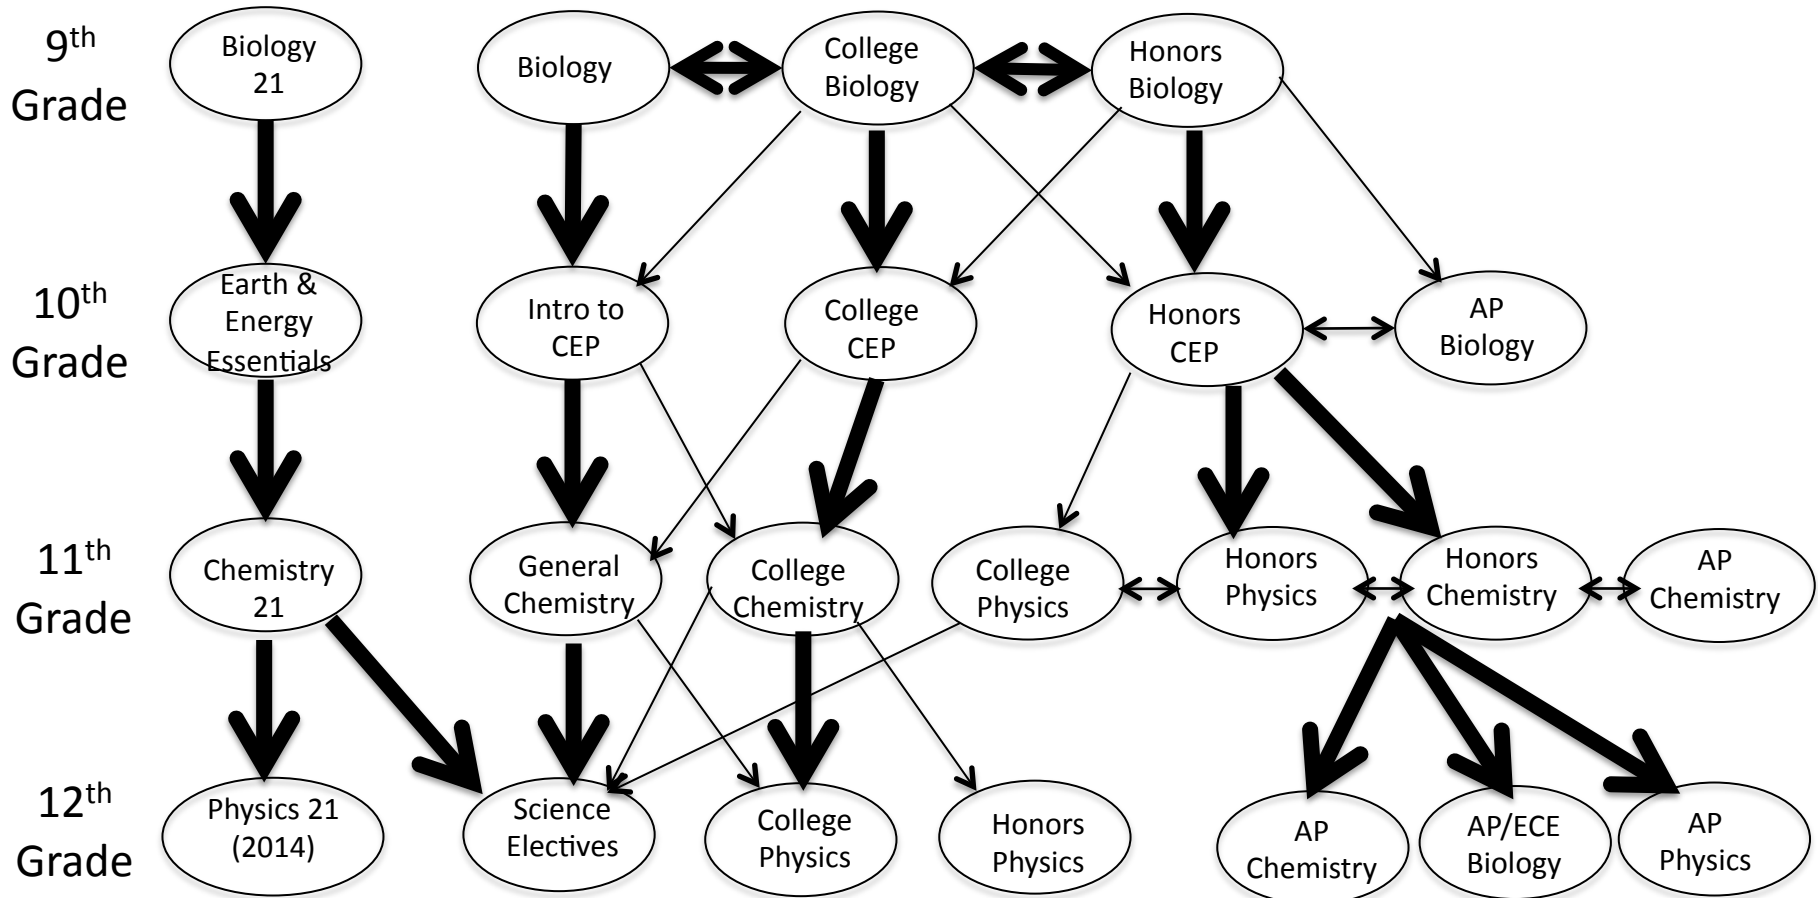 9th
Grade
Biology
21
Biology
College
Biology
Honors
Biology
10th
Grade
Earth &
Energy
Essentials
Intro to
CEP
College
CEP
Honors
CEP
AP
Biology
11th
Grade
Chemistry
21
General
Chemistry
College
Chemistry
College
Physics
Honors
Physics
Honors
Chemistry
AP
Chemistry
12th
Grade
Physics 21
(2014)
Science
Electives
College
Physics
Honors
Physics
AP
Chemistry
AP/ECE
Biology
AP
Physics